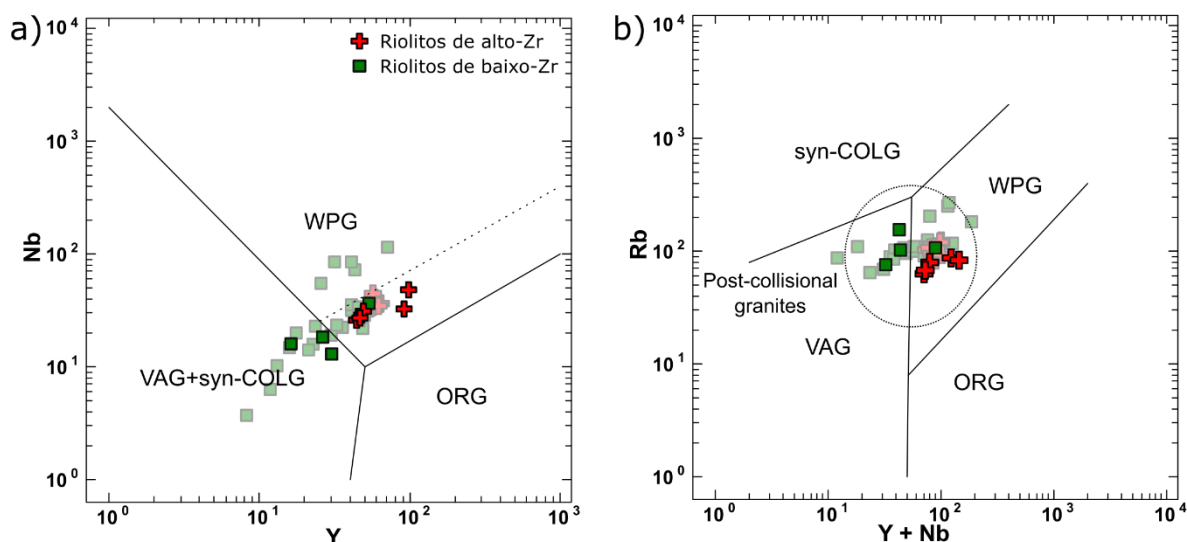 a)
10⁴
10³
10²
10¹
10⁰
Nb
Riolitos de alto-Zr
Riolitos de baixo-Zr
WPG
VAG+syn-COLG
ORG
10⁰
10¹
10²
10³
Y
b)
10⁴
10³
10²
10¹
10⁰
Rb
syn-COLG
WPG
Post-collisional
granites
VAG
ORG
10⁰
10¹
10²
10³
10⁴
Y + Nb